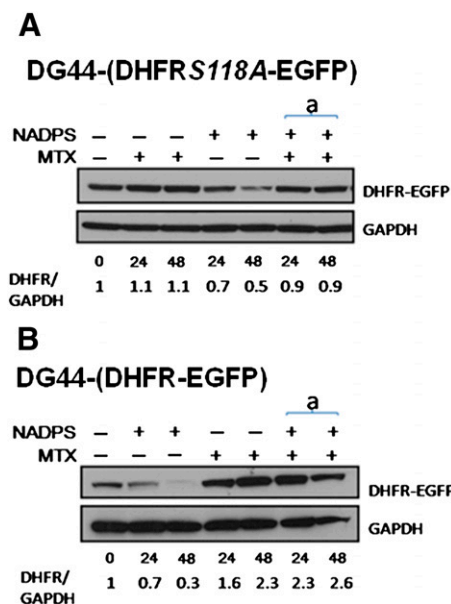 A
DG44-(DHFRS118A-EGFP)
a
NADPS – – – + + + +
MTX – + + – – + +
DHFR-EGFP
GAPDH
0 24 48 24 48 24 48
DHFR/
GAPDH 1 1.1 1.1 0.7 0.5 0.9 0.9
B
DG44-(DHFR-EGFP)
a
NADPS – + + – – + +
MTX – – – + + + +
DHFR-EGFP
GAPDH
0 24 48 24 48 24 48
DHFR/
GAPDH 1 0.7 0.3 1.6 2.3 2.3 2.6